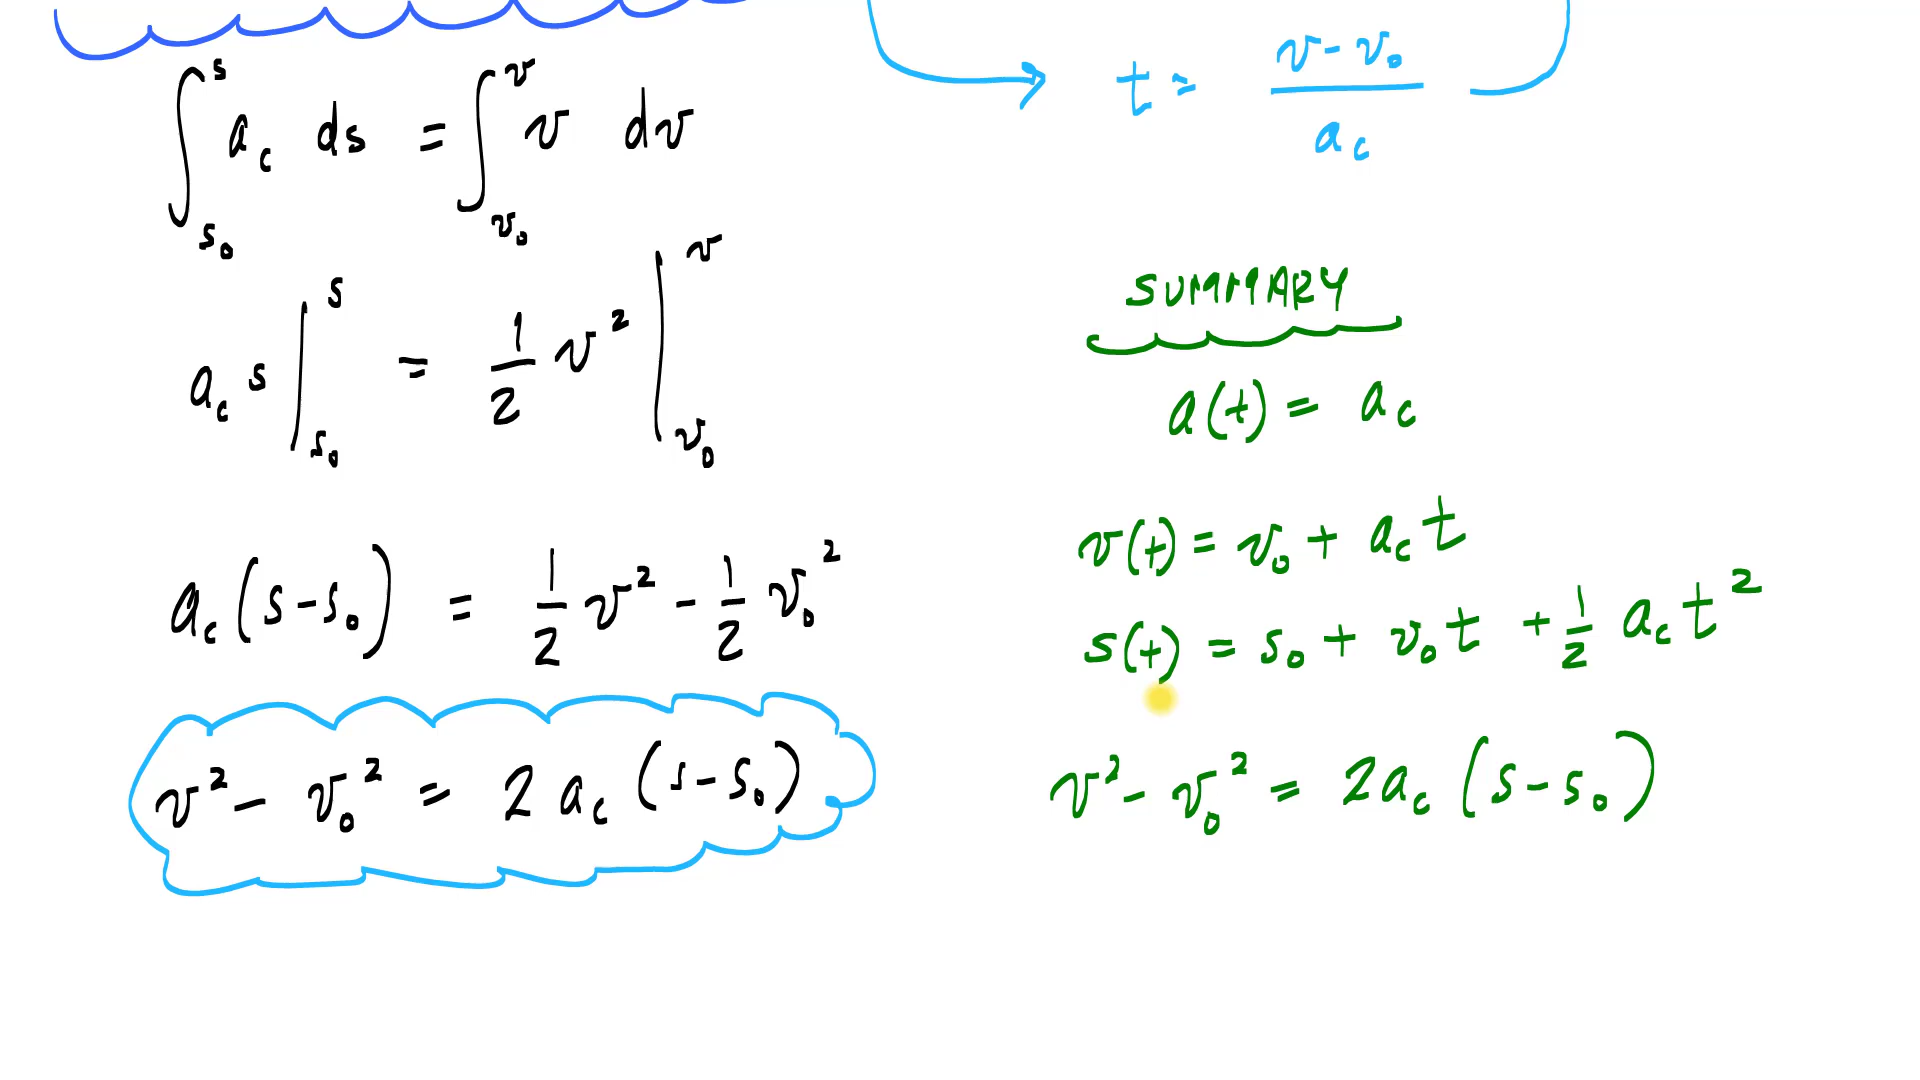 ∫_{s₀}^{s} a_c ds = ∫_{v₀}^{v} v dv
a_c s |_{s₀}^{s} = 1/2 v² |_{v₀}^{v}
a_c (s - s₀) = 1/2 v² - 1/2 v₀²
v² - v₀² = 2 a_c (s - s₀)
t = (v - v₀) / a_c
SUMMARY
a(t) = a_c
v(t) = v₀ + a_c t
s(t) = s₀ + v₀ t + 1/2 a_c t²
v² - v₀² = 2a_c (s - s₀)